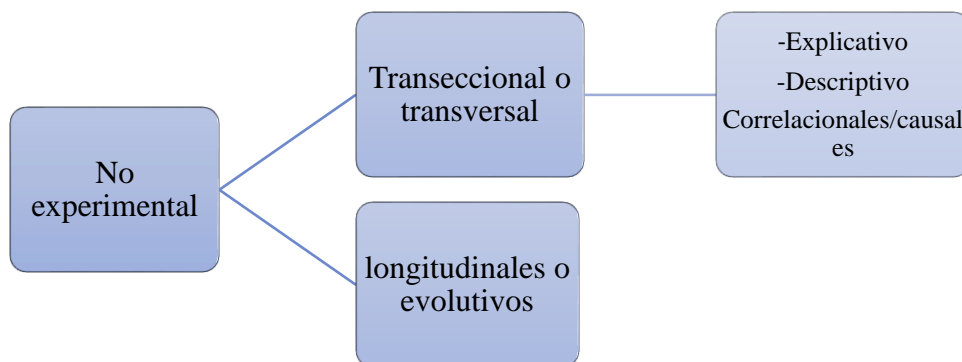 No
experimental
Transeccional o
transversal
-Explicativo
-Descriptivo
Correlacionales/causal
es
longitudinales o
evolutivos